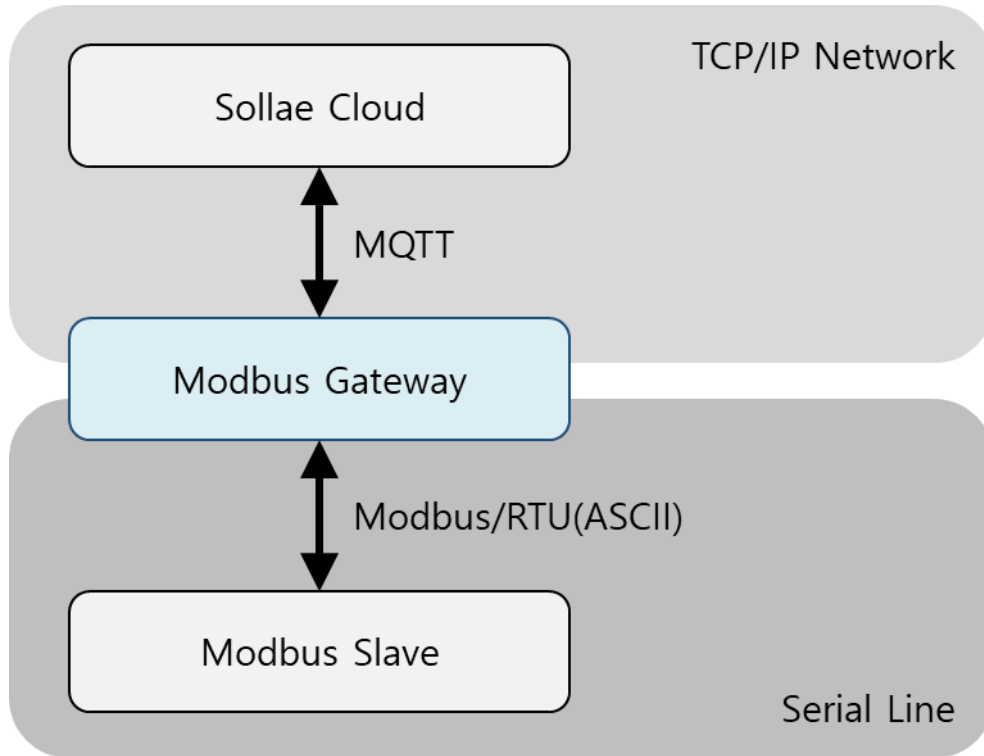 TCP/IP Network
Sollae Cloud
MQTT
Modbus Gateway
Modbus/RTU(ASCII)
Modbus Slave
Serial Line